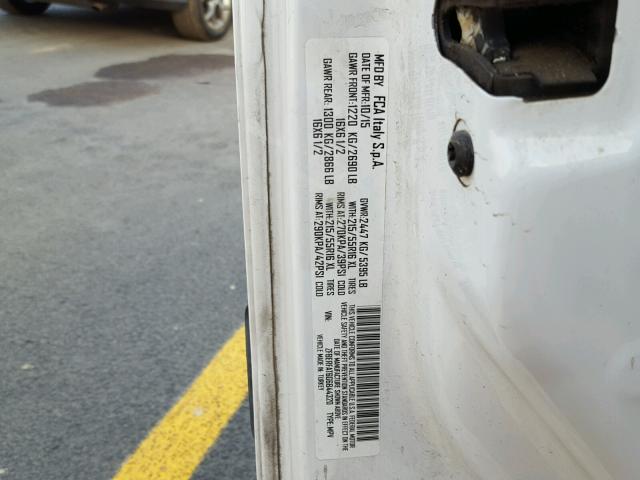 MFD BY FCA Italy S.p.A.
DATE OF MFR:10/15 GVWR:2447 KG/5395 LB
GAWR FRONT:1220 KG/2690 LB WITH:215/55R16 XL TIRES
16X6 1/2 RIMS AT:270KPA/39PSI COLD
GAWR REAR: 1300 KG/2866 LB WITH:215/55R16 XL TIRES
16X6 1/2 RIMS AT:290KPA/42PSI COLD
THIS VEHICLE CONFORMS TO ALL APPLICABLE U.S.A. FEDERAL MOTOR
VEHICLE SAFETY AND THEFT PREVENTION STANDARDS IN EFFECT ON THE
DATE OF MANUFACTURE SHOWN ABOVE
VIN: TYPE:MPV
VEHICLE MADE IN: TURKEY